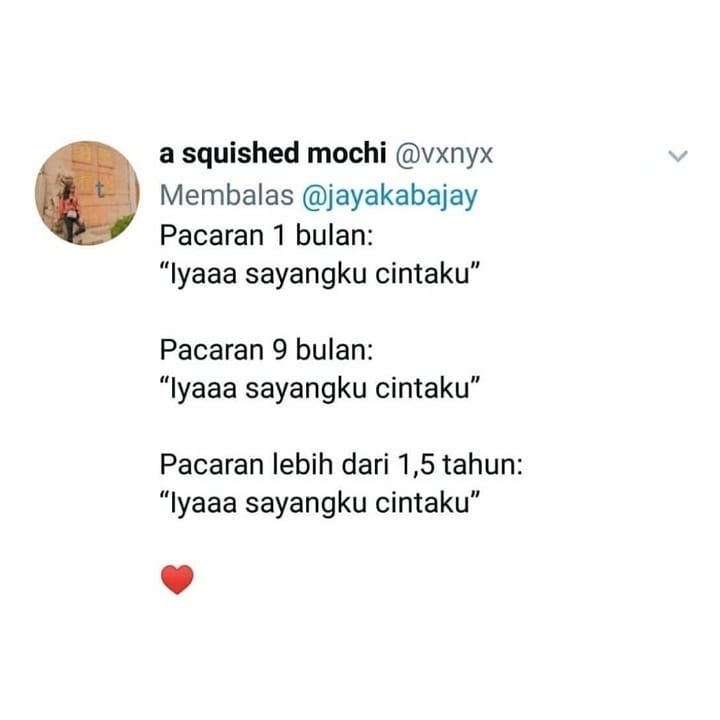 a squished mochi @vxnyx
Membalas @jayakabajay
Pacaran 1 bulan:
“Iyaaa sayangku cintaku”
Pacaran 9 bulan:
“Iyaaa sayangku cintaku”
Pacaran lebih dari 1,5 tahun:
“Iyaaa sayangku cintaku”
♥️